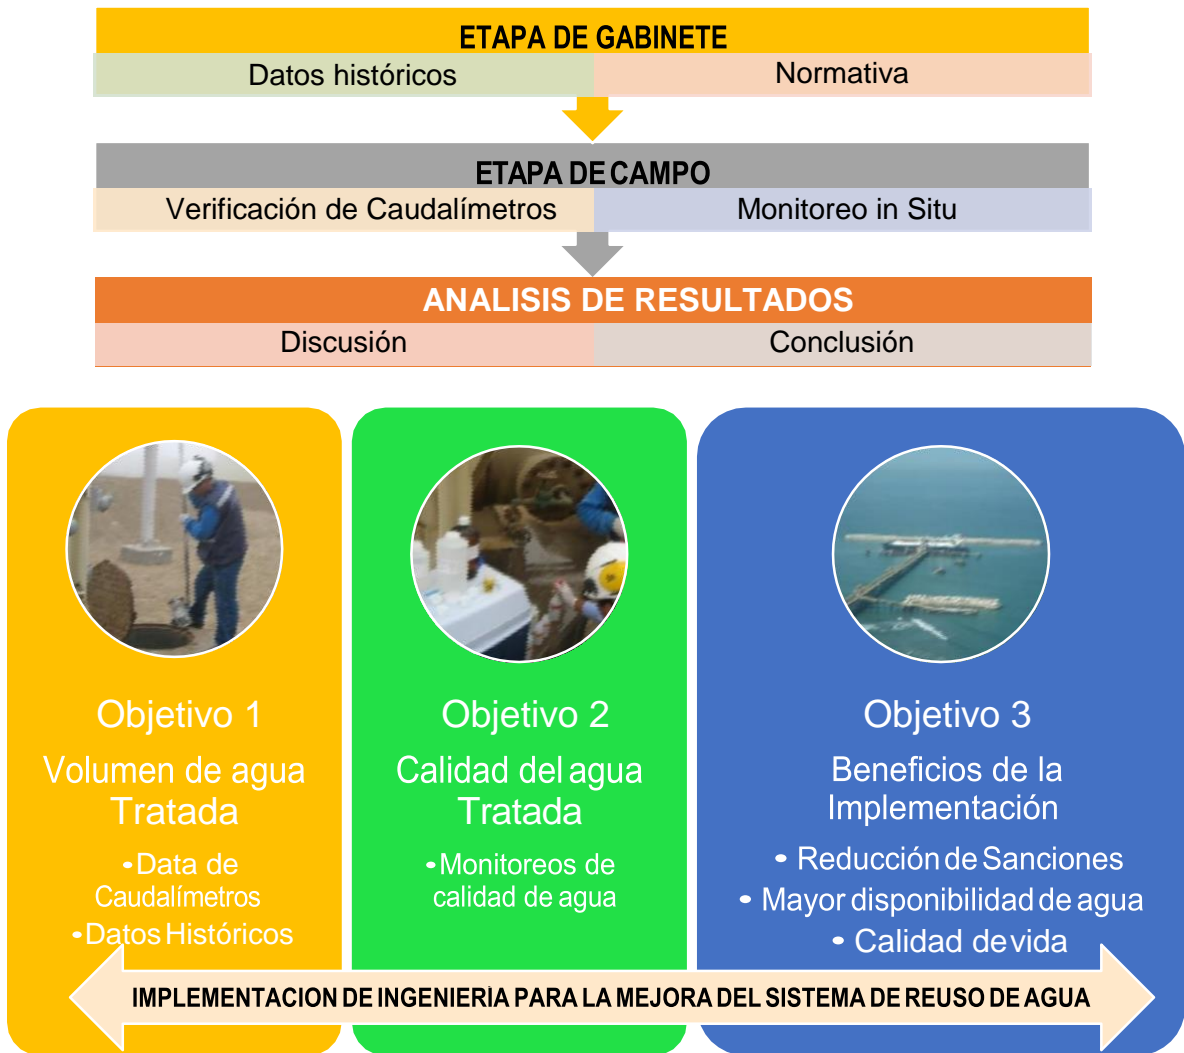 ETAPA DE GABINETE
Datos históricos
Normativa
ETAPA DE CAMPO
Verificación de Caudalímetros
Monitoreo in Situ
ANALISIS DE RESULTADOS
Discusión
Conclusión
Objetivo 1
Volumen de agua
Tratada
•Data de
Caudalímetros
•Datos Históricos
Objetivo 2
Calidad del agua
Tratada
•Monitoreos de
calidad de agua
Objetivo 3
Beneficios de la
Implementación
• Reducción de Sanciones
• Mayor disponibilidad de agua
• Calidad de vida
IMPLEMENTACION DE INGENIERÌA PARA LA MEJORA DEL SISTEMA DE REUSO DE AGUA